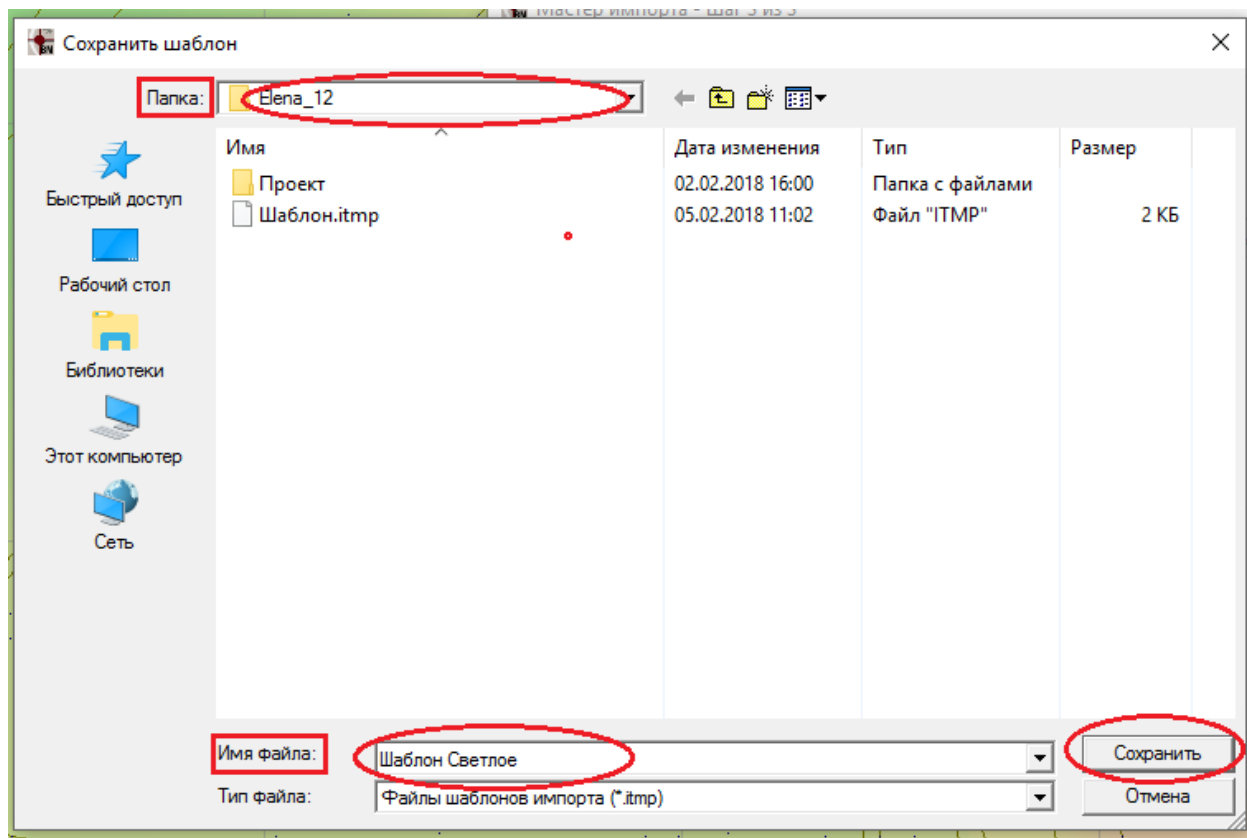 Мастер импорта - Шаг 3 из 3
Сохранить шаблон
Папка: Elena_12
Имя Дата изменения Тип Размер
Проект 02.02.2018 16:00 Папка с файлами
Шаблон.itmp 05.02.2018 11:02 Файл "ITMP" 2 КБ
Быстрый доступ
Рабочий стол
Библиотеки
Этот компьютер
Сеть
Имя файла: Шаблон Светлое Сохранить
Тип файла: Файлы шаблонов импорта (*.itmp) Отмена